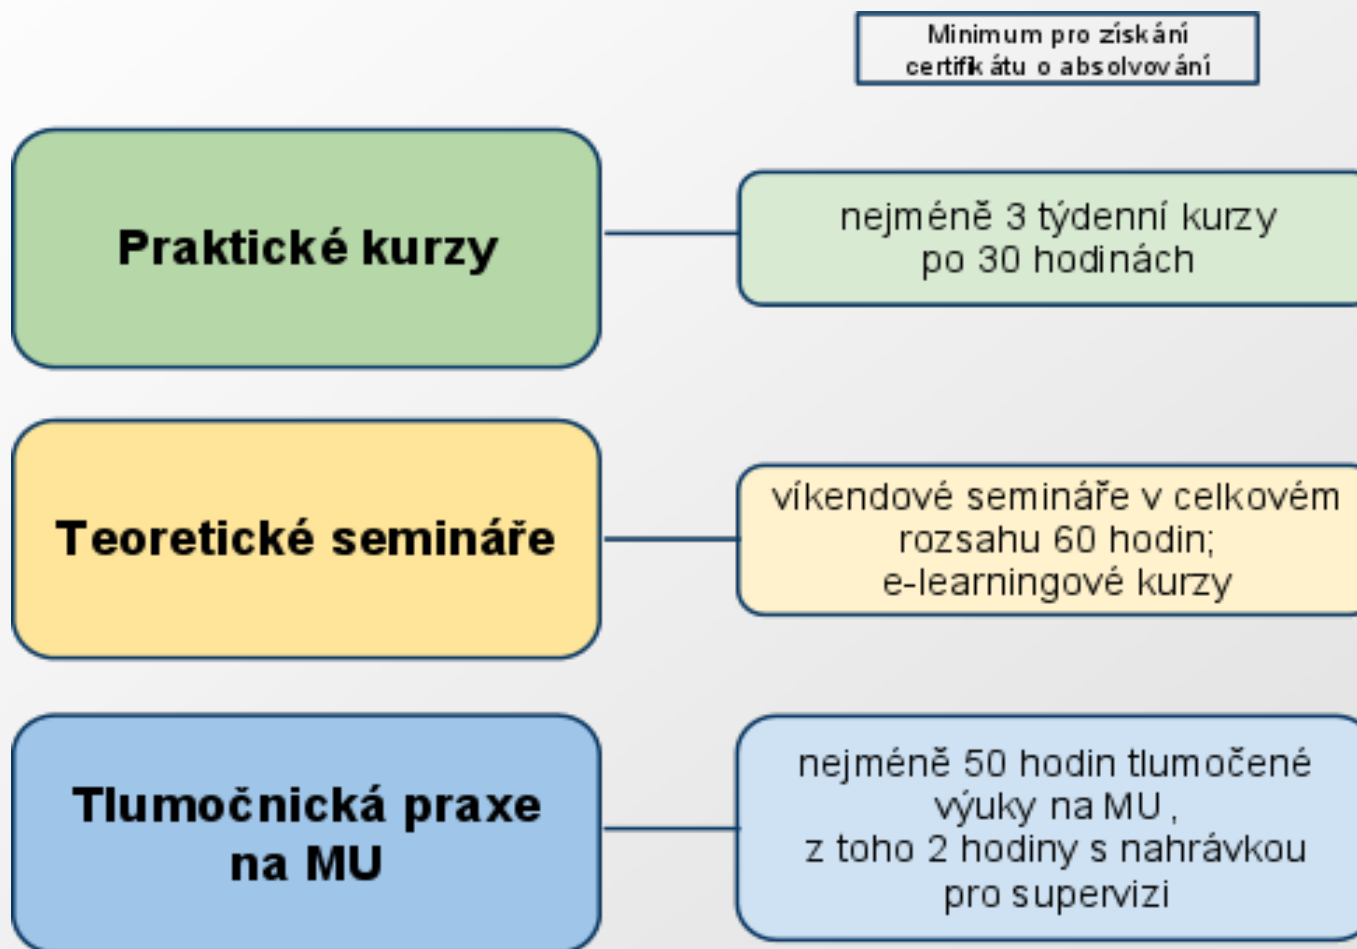 Minimum pro získání
certifikátu o absolvování
Praktické kurzy
nejméně 3 týdenní kurzy
po 30 hodinách
Teoretické semináře
víkendové semináře v celkovém
rozsahu 60 hodin;
e-learningové kurzy
Tlumočnická praxe
na MU
nejméně 50 hodin tlumočené
výuky na MU,
z toho 2 hodiny s nahrávkou
pro supervizi